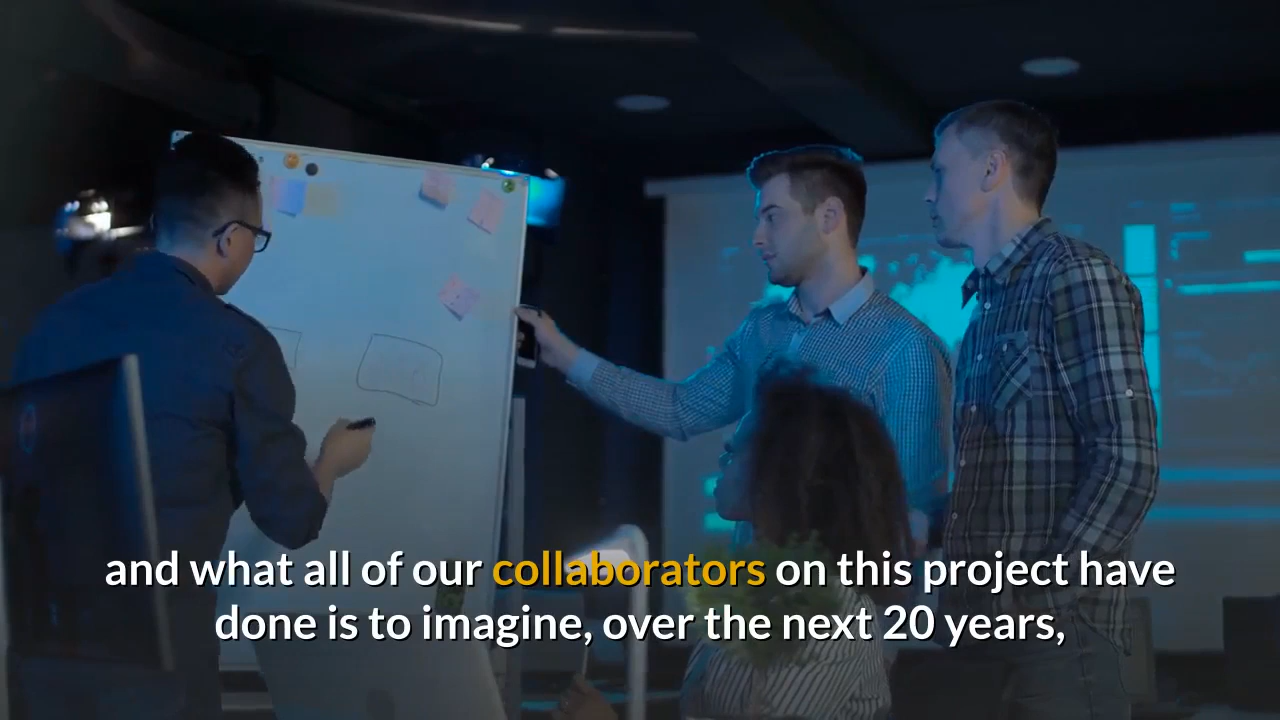 and what all of our collaborators on this project have
done is to imagine, over the next 20 years,